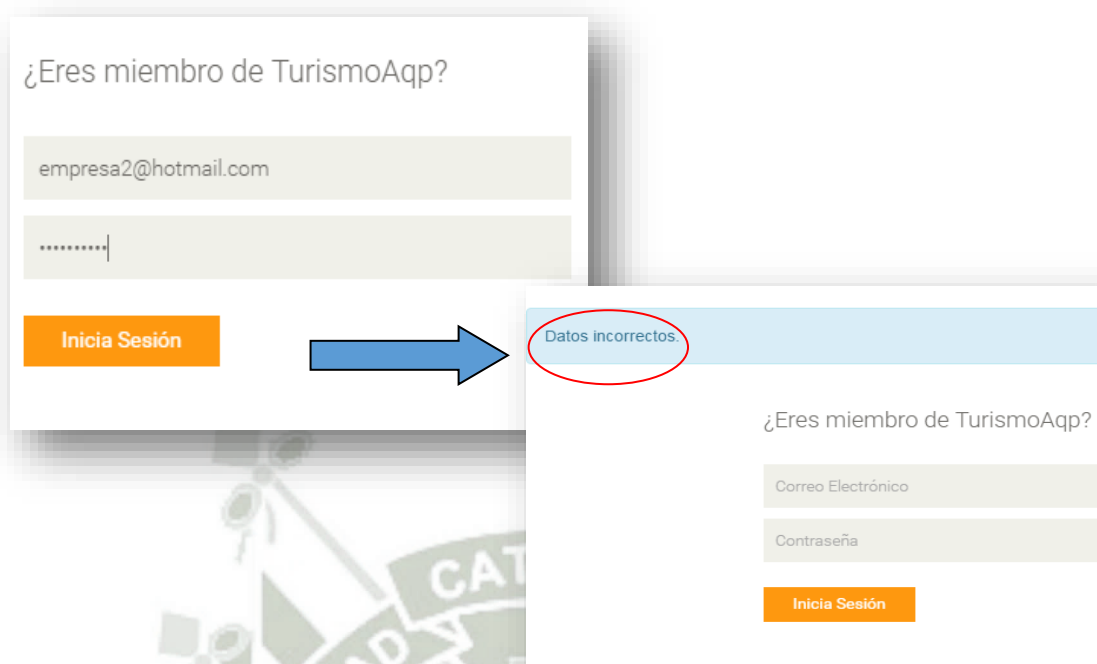 ¿Eres miembro de TurismoAqp?
empresa2@hotmail.com
••••••••••
Inicia Sesión
Datos incorrectos.
¿Eres miembro de TurismoAqp?
Correo Electrónico
Contraseña
Inicia Sesión